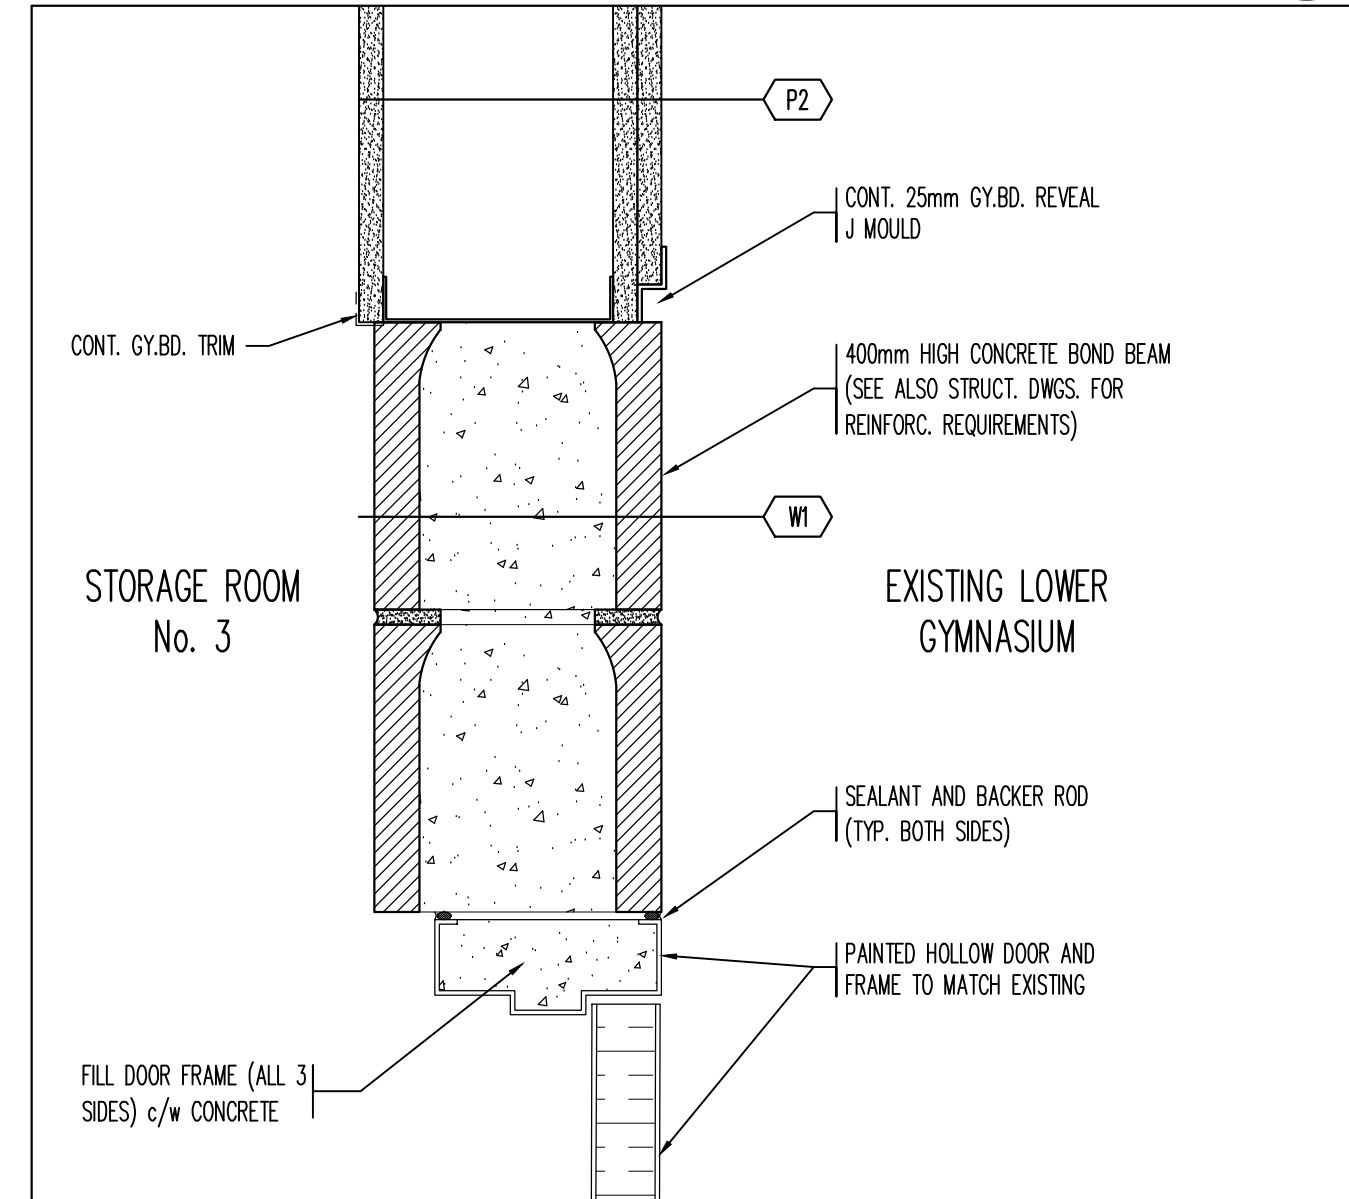 P2
CONT. 25mm GY.BD. REVEAL
J MOULD
CONT. GY.BD. TRIM
400mm HIGH CONCRETE BOND BEAM
(SEE ALSO STRUCT. DWGS. FOR
REINFORC. REQUIREMENTS)
W1
STORAGE ROOM
No. 3
EXISTING LOWER
GYMNASIUM
SEALANT AND BACKER ROD
(TYP. BOTH SIDES)
PAINTED HOLLOW DOOR AND
FRAME TO MATCH EXISTING
FILL DOOR FRAME (ALL 3
SIDES) c/w CONCRETE